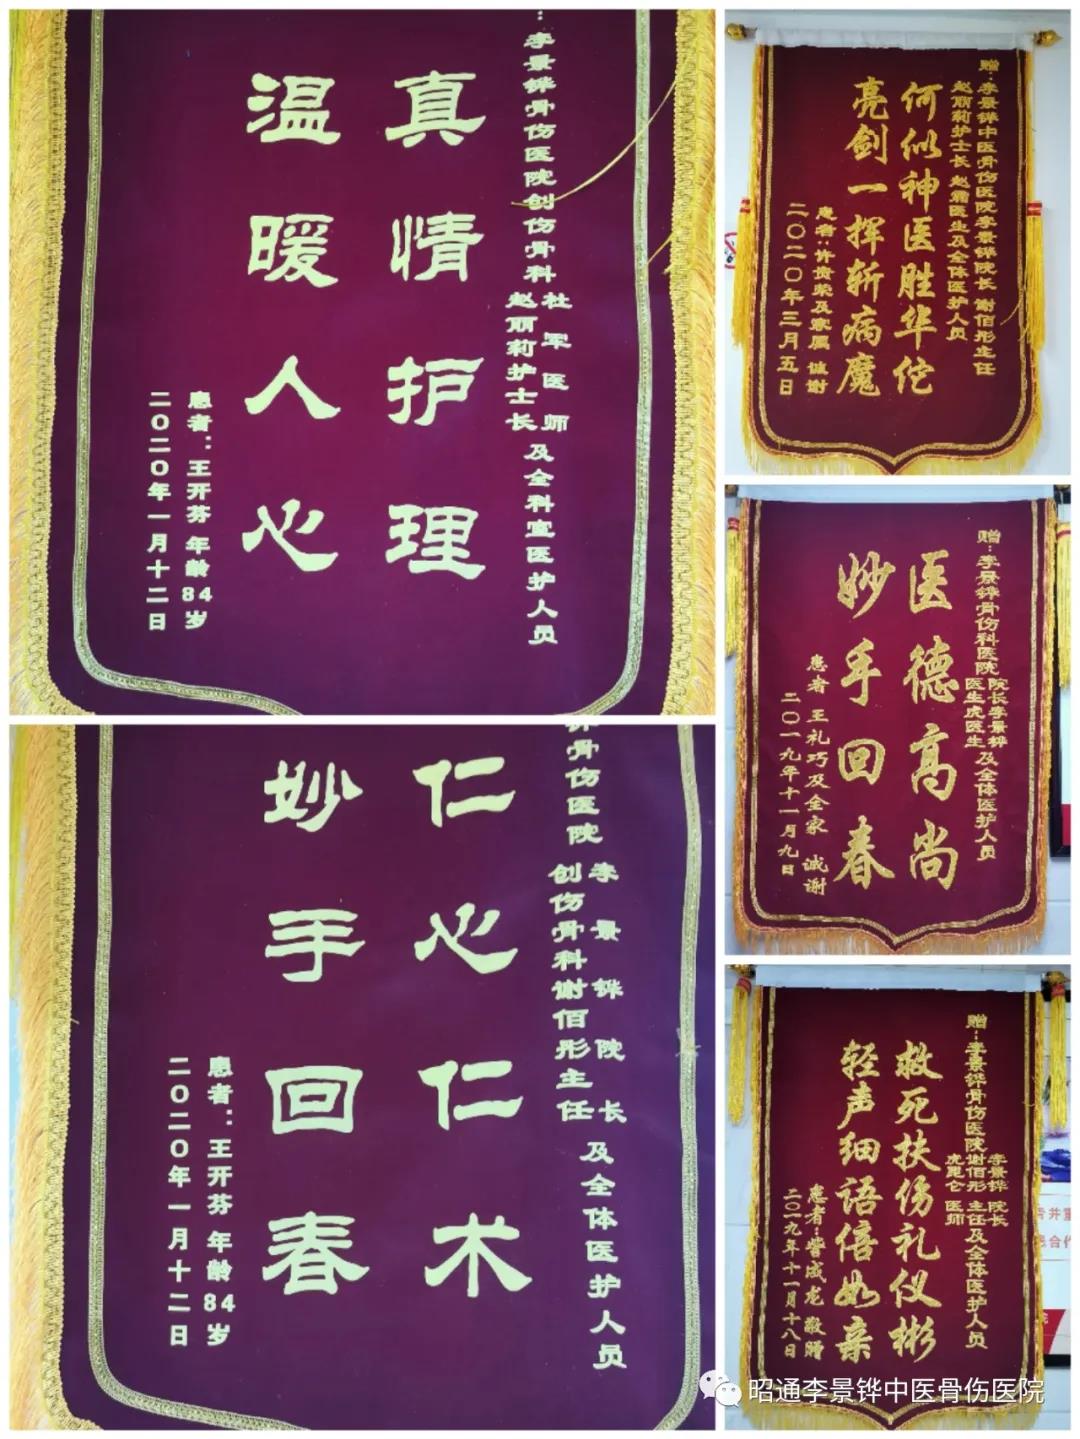 ：李景铧骨伤医院创伤骨科
杜军医师
赵丽莉护士长
及全科室医护人员
真情护理
温暖人心
患者：王开芬 年龄84岁
二〇二〇年一月十二日
赠：李景铧中医骨伤医院李景铧院长 谢佰彤主任
赵丽莉护士长 赵霜医生及全体医护人员
何似神医胜华佗
亮剑一挥斩病魔
患者：许贵荣及家属 诚谢
二〇二〇年三月五日
赠：李景铧骨伤科医院
院长李景铧
医生虎医生
及全体医护人员
医德高尚
妙手回春
患者 王礼巧及全家 诚谢
二〇一九年十一月九日
骨伤医院
李景铧院长
创伤骨科谢佰彤主任
及全体医护人员
仁心仁术
妙手回春
患者：王开芬 年龄84岁
二〇二〇年一月十二日
赠：李景铧骨伤医院
李景铧 院长
谢佰彤 主任
虎昆仑 医师
及全体医护人员
救死扶伤礼仪彬
轻声细语倍如亲
患者：訾成龙 敬赠
二〇一九年十一月十八日
昭通李景铧中医骨伤医院